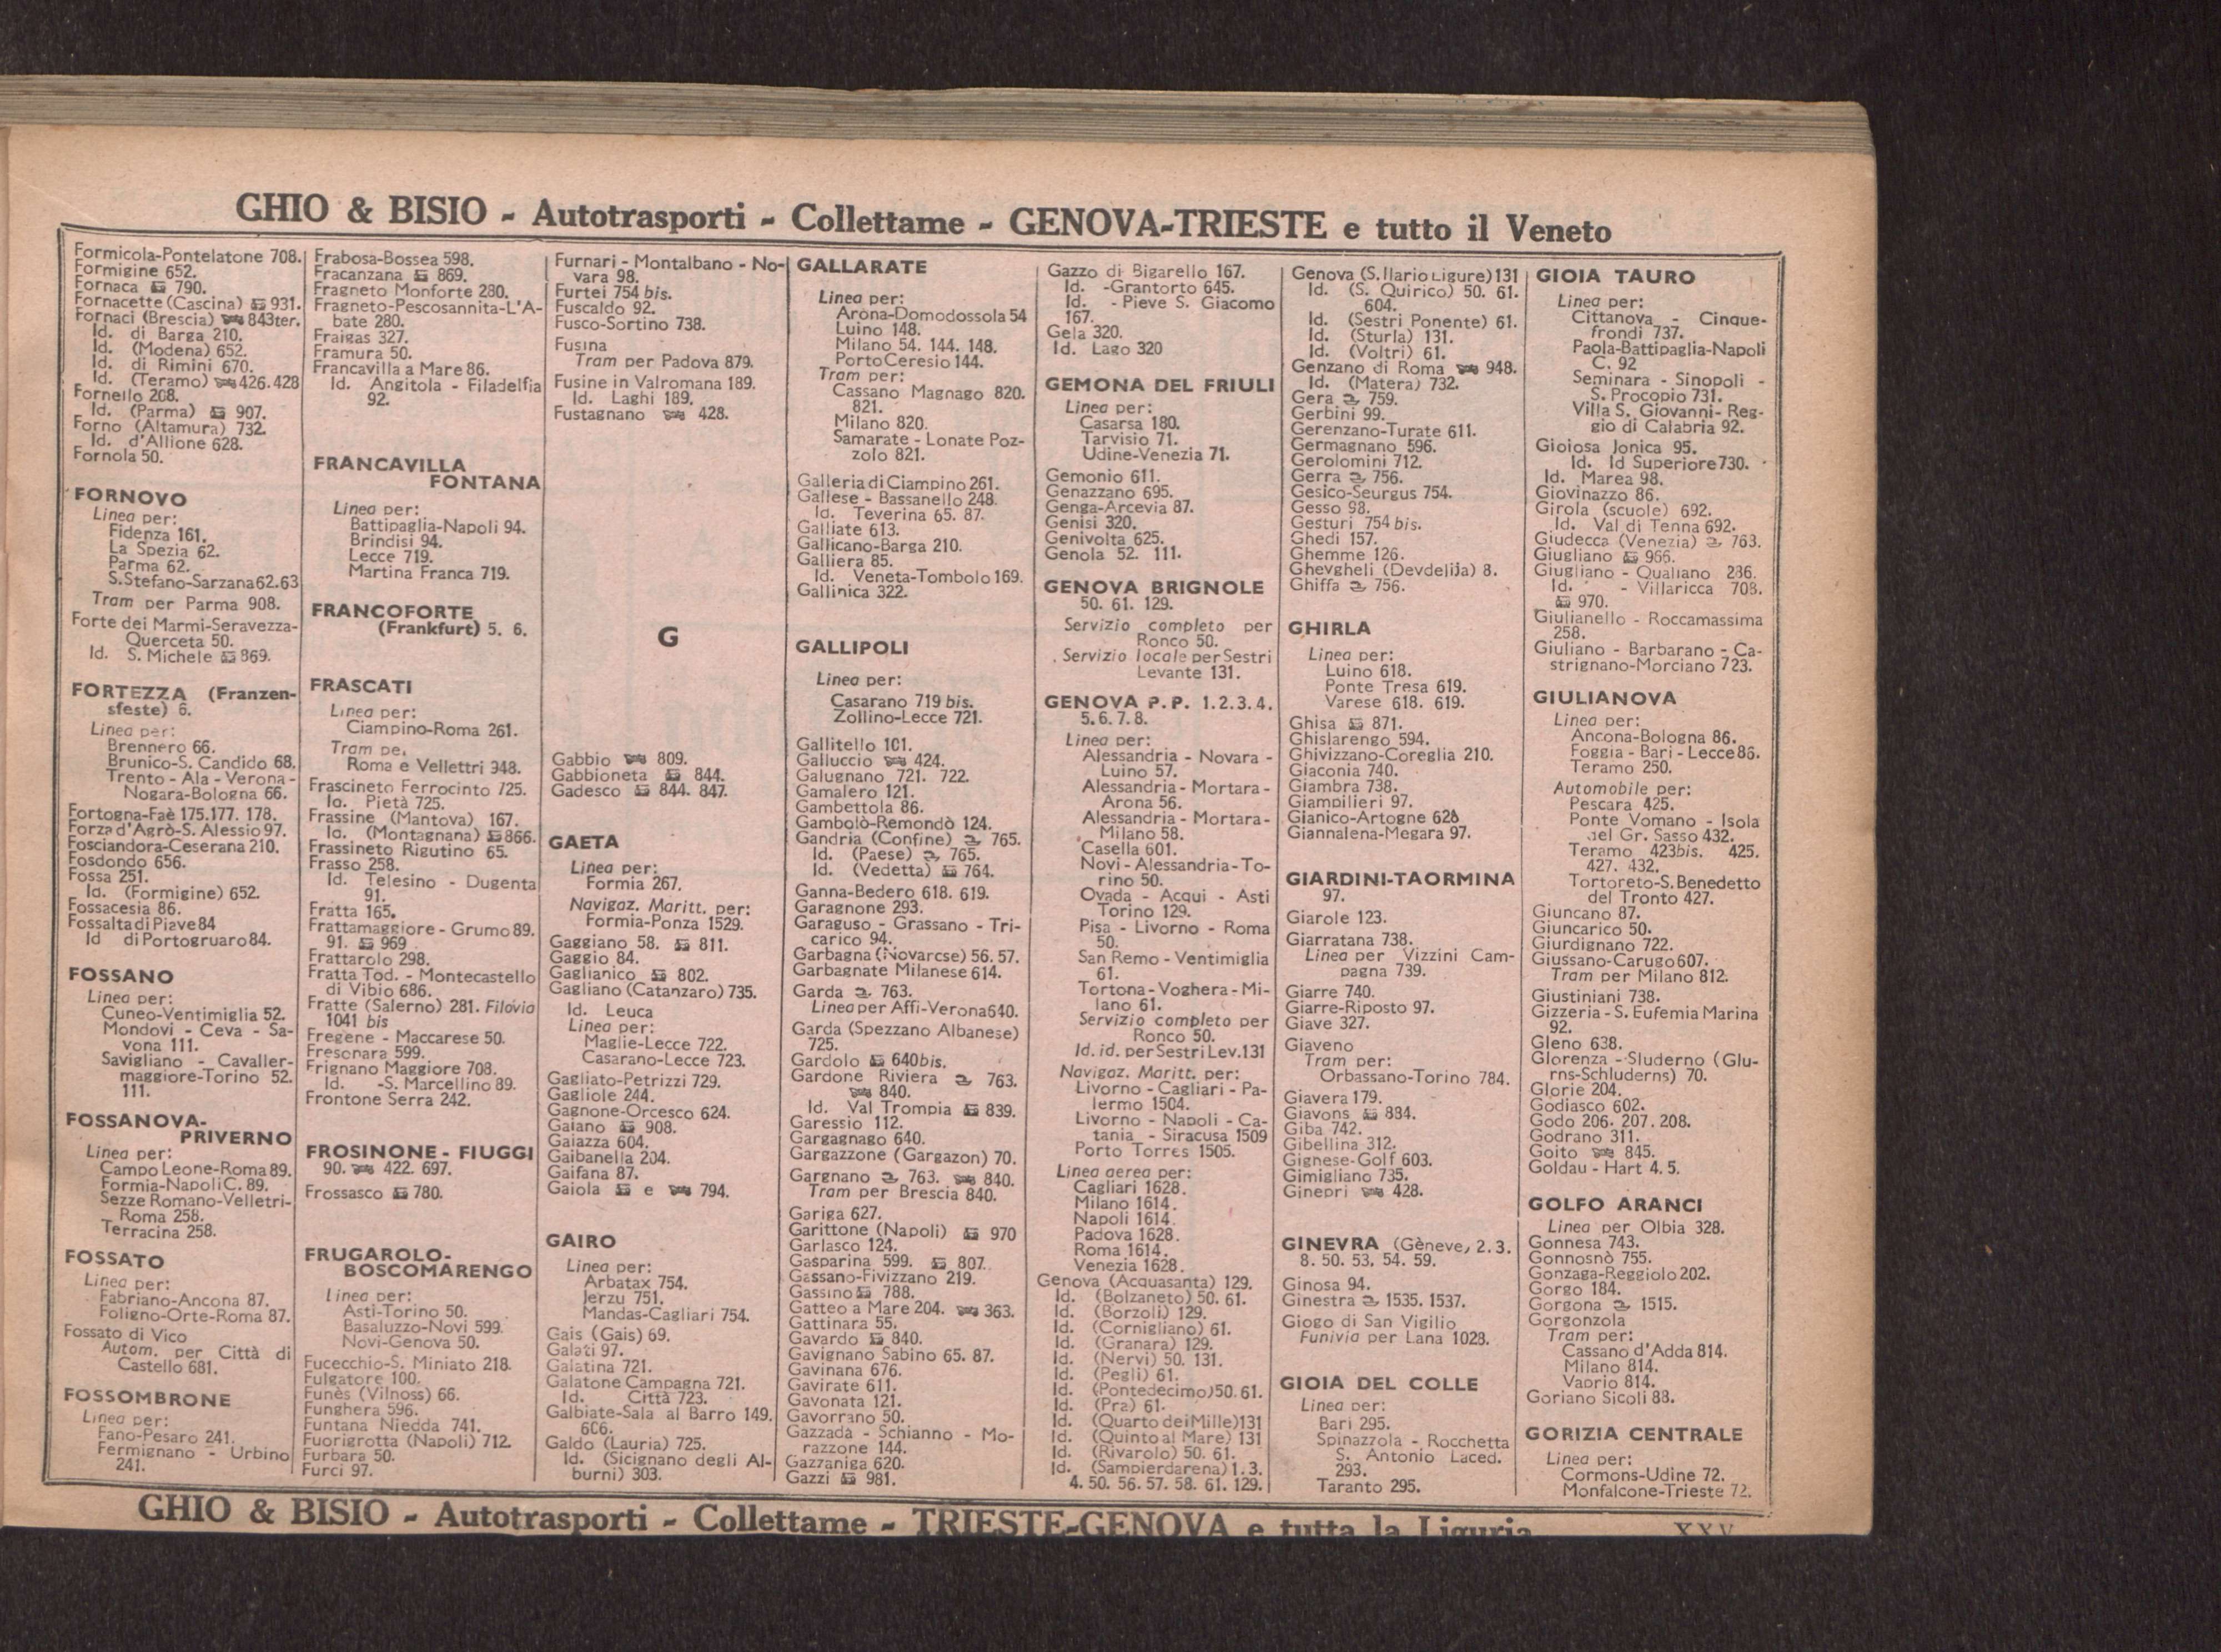 GHIO & BISIO - Autotrasporti - Collettame - GENOVA-TRIESTE e tutto il Veneto
Formicola-Pontelatone 708.
Formigine 652.
Fornaca 790.
Fornacette (Cascina) 931.
Fornaci (Brescia) 843ter.
Id. di Barga 210.
Id. (Modena) 652.
Id. di Rimini 670.
Id. (Teramo) 426.428
Fornello 208.
Id. (Parma) 907.
Forno (Altamura) 732.
Id. d'Allione 628.
Fornola 50.
FORNOVO
Linea per:
Fidenza 161.
La Spezia 62.
Parma 62.
S.Stefano-Sarzana 62.63
Tram per Parma 908.
Forte dei Marmi-Seravezza-
Querceta 50.
Id. S. Michele 869.
FORTEZZA (Franzen-
sfeste) 6.
Linea per:
Brennero 66.
Brunico-S. Candido 68.
Trento - Ala - Verona -
Nogara-Bologna 66.
Fortogna-Faè 175.177. 178.
Forza d'Agrò-S. Alessio 97.
Fosciandora-Ceserana 210.
Fosdondo 656.
Fossa 251.
Id. (Formigine) 652.
Fossacesia 86.
Fossalta di Piave 84
Id di Portogruaro 84.
FOSSANO
Linea per:
Cuneo-Ventimiglia 52.
Mondovi - Ceva - Sa-
vona 111.
Savigliano - Cavaller-
maggiore-Torino 52.
111.
FOSSANOVA-
PRIVERNO
Linea per:
Campo Leone-Roma 89.
Formia-Napoli C. 89.
Sezze Romano-Velletri-
Roma 258.
Terracina 258.
FOSSATO
Linea per:
Fabriano-Ancona 87.
Foligno-Orte-Roma 87.
Fossato di Vico
Autom. per Città di
Castello 681.
FOSSOMBRONE
Linea per:
Fano-Pesaro 241.
Fermignano - Urbino
241.
Frabosa-Bossea 598.
Fracanzana 869.
Fragneto Monforte 280.
Fragneto-Pescosannita-L'A-
bate 280.
Fraigas 327.
Framura 50.
Francavilla a Mare 86.
Id. Angitola - Filadelfia
92.
FRANCAVILLA
FONTANA
Linea per:
Battipaglia-Napoli 94.
Brindisi 94.
Lecce 719.
Martina Franca 719.
FRANCOFORTE
(Frankfurt) 5. 6.
FRASCATI
Linea per:
Ciampino-Roma 261.
Tram pe.
Roma e Vellettri 948.
Frascineto Ferrocinto 725.
Id. Pietà 725.
Frassine (Mantova) 167.
Id. (Montagnana) 866.
Frassineto Rigutino 65.
Frasso 258.
Id. Telesino - Dugenta
91.
Fratta 165.
Frattamaggiore - Grumo 89.
91. 969
Frattarolo 298.
Fratta Tod. - Montecastello
di Vibio 686.
Fratte (Salerno) 281. Filovia
1041 bis
Fregene - Maccarese 50.
Fresonara 599.
Frignano Maggiore 708.
Id. -S. Marcellino 89.
Frontone Serra 242.
FROSINONE - FIUGGI
90. 422. 697.
Frossasco 780.
FRUGAROLO-
BOSCOMARENGO
Linea per:
Asti-Torino 50.
Basaluzzo-Novi 599.
Novi-Genova 50.
Fucecchio-S. Miniato 218.
Fulgatore 100.
Funès (Vilnoss) 66.
Funghera 596.
Funtana Niedda 741.
Fuorigrotta (Napoli) 712.
Furbara 50.
Furci 97.
Furnari - Montalbano - No-
vara 98.
Furtei 754 bis.
Fuscaldo 92.
Fusco-Sortino 738.
Fusina
Tram per Padova 879.
Fusine in Valromana 189.
Id. Laghi 189.
Fustagnano 428.
G
Gabbio 809.
Gabbioneta 844.
Gadesco 844. 847.
GAETA
Linea per:
Formia 267.
Navigaz. Maritt. per:
Formia-Ponza 1529.
Gaggiano 58. 811.
Gaggio 84.
Gaglianico 802.
Gagliano (Catanzaro) 735.
Id. Leuca
Linea per:
Maglie-Lecce 722.
Casarano-Lecce 723.
Gagliato-Petrizzi 729.
Gagliole 244.
Gagnone-Orcesco 624.
Gaiano 908.
Gaiazza 604.
Gaibanella 204.
Gaifana 87.
Gaiola e 794.
GAIRO
Linea per:
Arbatax 754.
Jerzu 751.
Mandas-Cagliari 754.
Gais (Gais) 69.
Galati 97.
Galatina 721.
Galatone Campagna 721.
Id. Città 723.
Galbiate-Sala al Barro 149.
606.
Galdo (Lauria) 725.
Id. (Sicignano degli Al-
burni) 303.
GALLARATE
Linea per:
Arona-Domodossola 54
Luino 148.
Milano 54. 144. 148.
Porto Ceresio 144.
Tram per:
Cassano Magnago 820.
821.
Milano 820.
Samarate - Lonate Poz-
zolo 821.
Galleria di Ciampino 261.
Gallese - Bassanello 248.
Id. Teverina 65. 87.
Galliate 613.
Gallicano-Barga 210.
Galliera 85.
Id. Veneta-Tombolo 169.
Gallinica 322.
GALLIPOLI
Linea per:
Casarano 719 bis.
Zollino-Lecce 721.
Gallitello 101.
Galluccio 424.
Galugnano 721. 722.
Gamalero 121.
Gambettola 86.
Gambolò-Remondò 124.
Gandria (Confine) 765.
Id. (Paese) 765.
Id. (Vedetta) 764.
Ganna-Bedero 618. 619.
Garagnone 293.
Garaguso - Grassano - Tri-
carico 94.
Garbagna (Novarese) 56. 57.
Garbagnate Milanese 614.
Garda 763.
Linea per Affi-Verona 640.
Garda (Spezzano Albanese)
725.
Gardolo 640bis.
Gardone Riviera 763.
840.
Id. Val Trompia 839.
Garessio 112.
Gargagnago 640.
Gargazzone (Gargazon) 70.
Gargnano 763. 840.
Tram per Brescia 840.
Gariga 627.
Garittone (Napoli) 970
Garlasco 124.
Gasparina 599. 807.
Gassano-Fivizzano 219.
Gassino 788.
Gatteo a Mare 204. 363.
Gattinara 55.
Gavardo 840.
Gavignano Sabino 65. 87.
Gavinana 676.
Gavirate 611.
Gavonata 121.
Gavorrano 50.
Gazzada - Schianno - Mo-
razzone 144.
Gazzaniga 620.
Gazzi 981.
Gazzo di Bigarello 167.
Id. -Grantorto 645.
Id. - Pieve S. Giacomo
167.
Gela 320.
Id. Lago 320
GEMONA DEL FRIULI
Linea per:
Casarsa 180.
Tarvisio 71.
Udine-Venezia 71.
Gemonio 611.
Genazzano 695.
Genga-Arcevia 87.
Genisi 320.
Genivolta 625.
Genola 52. 111.
GENOVA BRIGNOLE
50. 61. 129.
Servizio completo per
Ronco 50.
Servizio locale per Sestri
Levante 131.
GENOVA P.P. 1.2.3.4.
5.6.7.8.
Linea per:
Alessandria - Novara -
Luino 57.
Alessandria - Mortara -
Arona 56.
Alessandria - Mortara-
Milano 58.
Casella 601.
Novi - Alessandria - To-
rino 50.
Ovada - Acqui - Asti
Torino 129.
Pisa - Livorno - Roma
50.
San Remo - Ventimiglia
61.
Tortona - Voghera - Mi-
lano 61.
Servizio completo per
Ronco 50.
Id. id. per Sestri Lev. 131
Navigaz. Maritt. per:
Livorno - Cagliari - Pa-
lermo 1504.
Livorno - Napoli - Ca-
tania - Siracusa 1509
Porto Torres 1505.
Linea aerea per:
Cagliari 1628.
Milano 1614.
Napoli 1614.
Padova 1628.
Roma 1614.
Venezia 1628.
Genova (Acquasanta) 129.
Id. (Bolzaneto) 50. 61.
Id. (Borzoli) 129.
Id. (Cornigliano) 61.
Id. (Granara) 129.
Id. (Nervi) 50. 131.
Id. (Pegli) 61.
Id. (Pontedecimo) 50. 61.
Id. (Pra) 61.
Id. (Quarto dei Mille) 131
Id. (Quinto al Mare) 131
Id. (Rivarolo) 50. 61.
Id. (Sampierdarena) 1. 3.
4. 50. 56. 57. 58. 61. 129.
Genova (S. Ilario Ligure) 131
Id. (S. Quirico) 50. 61.
604.
Id. (Sestri Ponente) 61.
Id. (Sturla) 131.
Id. (Voltri) 61.
Genzano di Roma 948.
Id. (Matera) 732.
Gera 759.
Gerbini 99.
Gerenzano-Turate 611.
Germagnano 596.
Gerolomini 712.
Gerra 756.
Gesico-Seurgus 754.
Gesso 98.
Gesturi 754 bis.
Ghedi 157.
Ghemme 126.
Ghevgheli (Devdelija) 8.
Ghiffa 756.
GHIRLA
Linea per:
Luino 618.
Ponte Tresa 619.
Varese 618. 619.
Ghisa 871.
Ghislarengo 594.
Ghivizzano-Coreglia 210.
Giaconia 740.
Giambra 738.
Giampilieri 97.
Gianico-Artogne 628
Giannalena-Megara 97.
GIARDINI-TAORMINA
97.
Giarole 123.
Giarratana 738.
Linea per Vizzini Cam-
pagna 739.
Giarre 740.
Giarre-Riposto 97.
Giave 327.
Giaveno
Tram per:
Orbassano-Torino 784.
Giavera 179.
Giavons 884.
Giba 742.
Gibellina 312.
Gignese-Golf 603.
Gimigliano 735.
Ginepri 428.
GINEVRA (Gèneve, 2. 3.
8. 50. 53. 54. 59.
Ginosa 94.
Ginestra 1535. 1537.
Giogo di San Vigilio
Funivia per Lana 1028.
GIOIA DEL COLLE
Linea per:
Bari 295.
Spinazzola - Rocchetta
S. Antonio Laced.
293.
Taranto 295.
GIOIA TAURO
Linea per:
Cittanova - Cinque-
frondi 737.
Paola-Battipaglia-Napoli
C. 92
Seminara - Sinopoli -
S. Procopio 731.
Villa S. Giovanni- Reg-
gio di Calabria 92.
Gioiosa Jonica 95.
Id. Id Superiore 730.
Id. Marea 98.
Giovinazzo 86.
Girola (scuole) 692.
Id. Val di Tenna 692.
Giudecca (Venezia) 763.
Giugliano 966.
Giugliano - Qualiano 286.
Id. - Villaricca 708.
970.
Giulianello - Roccamassima
258.
Giuliano - Barbarano - Ca-
strignano-Morciano 723.
GIULIANOVA
Linea per:
Ancona-Bologna 86.
Foggia - Bari - Lecce 86.
Teramo 250.
Automobile per:
Pescara 425.
Ponte Vomano - Isola
del Gr. Sasso 432.
Teramo 423bis. 425.
427. 432.
Tortoreto-S. Benedetto
del Tronto 427.
Giuncano 87.
Giuncarico 50.
Giurdignano 722.
Giussano-Carugo 607.
Tram per Milano 812.
Giustiniani 738.
Gizzeria - S. Eufemia Marina
92.
Gleno 638.
Glorenza - Sluderno (Glu-
rns-Schluderns) 70.
Glorie 204.
Godiasco 602.
Godo 206. 207. 208.
Godrano 311.
Goito 845.
Goldau - Hart 4. 5.
GOLFO ARANCI
Linea per Olbia 328.
Gonnesa 743.
Gonnosnò 755.
Gonzaga-Reggiolo 202.
Gorgo 184.
Gorgona 1515.
Gorgonzola
Tram per:
Cassano d'Adda 814.
Milano 814.
Vaprio 814.
Goriano Sicoli 88.
GORIZIA CENTRALE
Linea per:
Cormons-Udine 72.
Monfalcone-Trieste 72.
GHIO & BISIO - Autotrasporti - Collettame - TRIESTE-GENOVA e tutta la Liguria
XXV